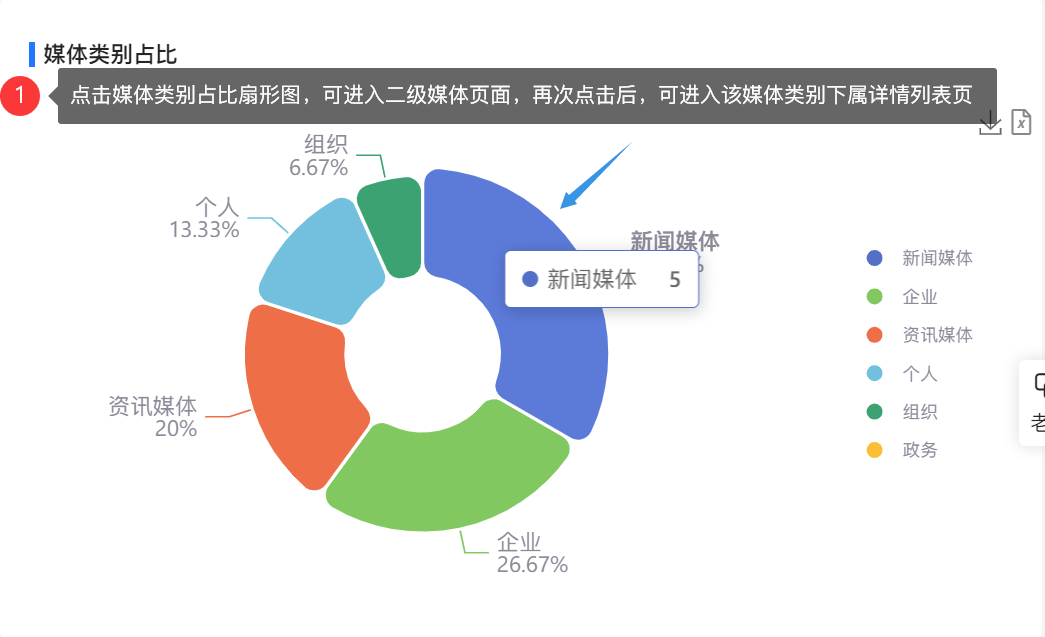 媒体类别占比
1
点击媒体类别占比扇形图，可进入二级媒体页面，再次点击后，可进入该媒体类别下属详情列表页
组织
6.67%
个人
13.33%
新闻媒体
%
新闻媒体 5
资讯媒体
20%
企业
26.67%
新闻媒体
企业
资讯媒体
个人
组织
政务
老